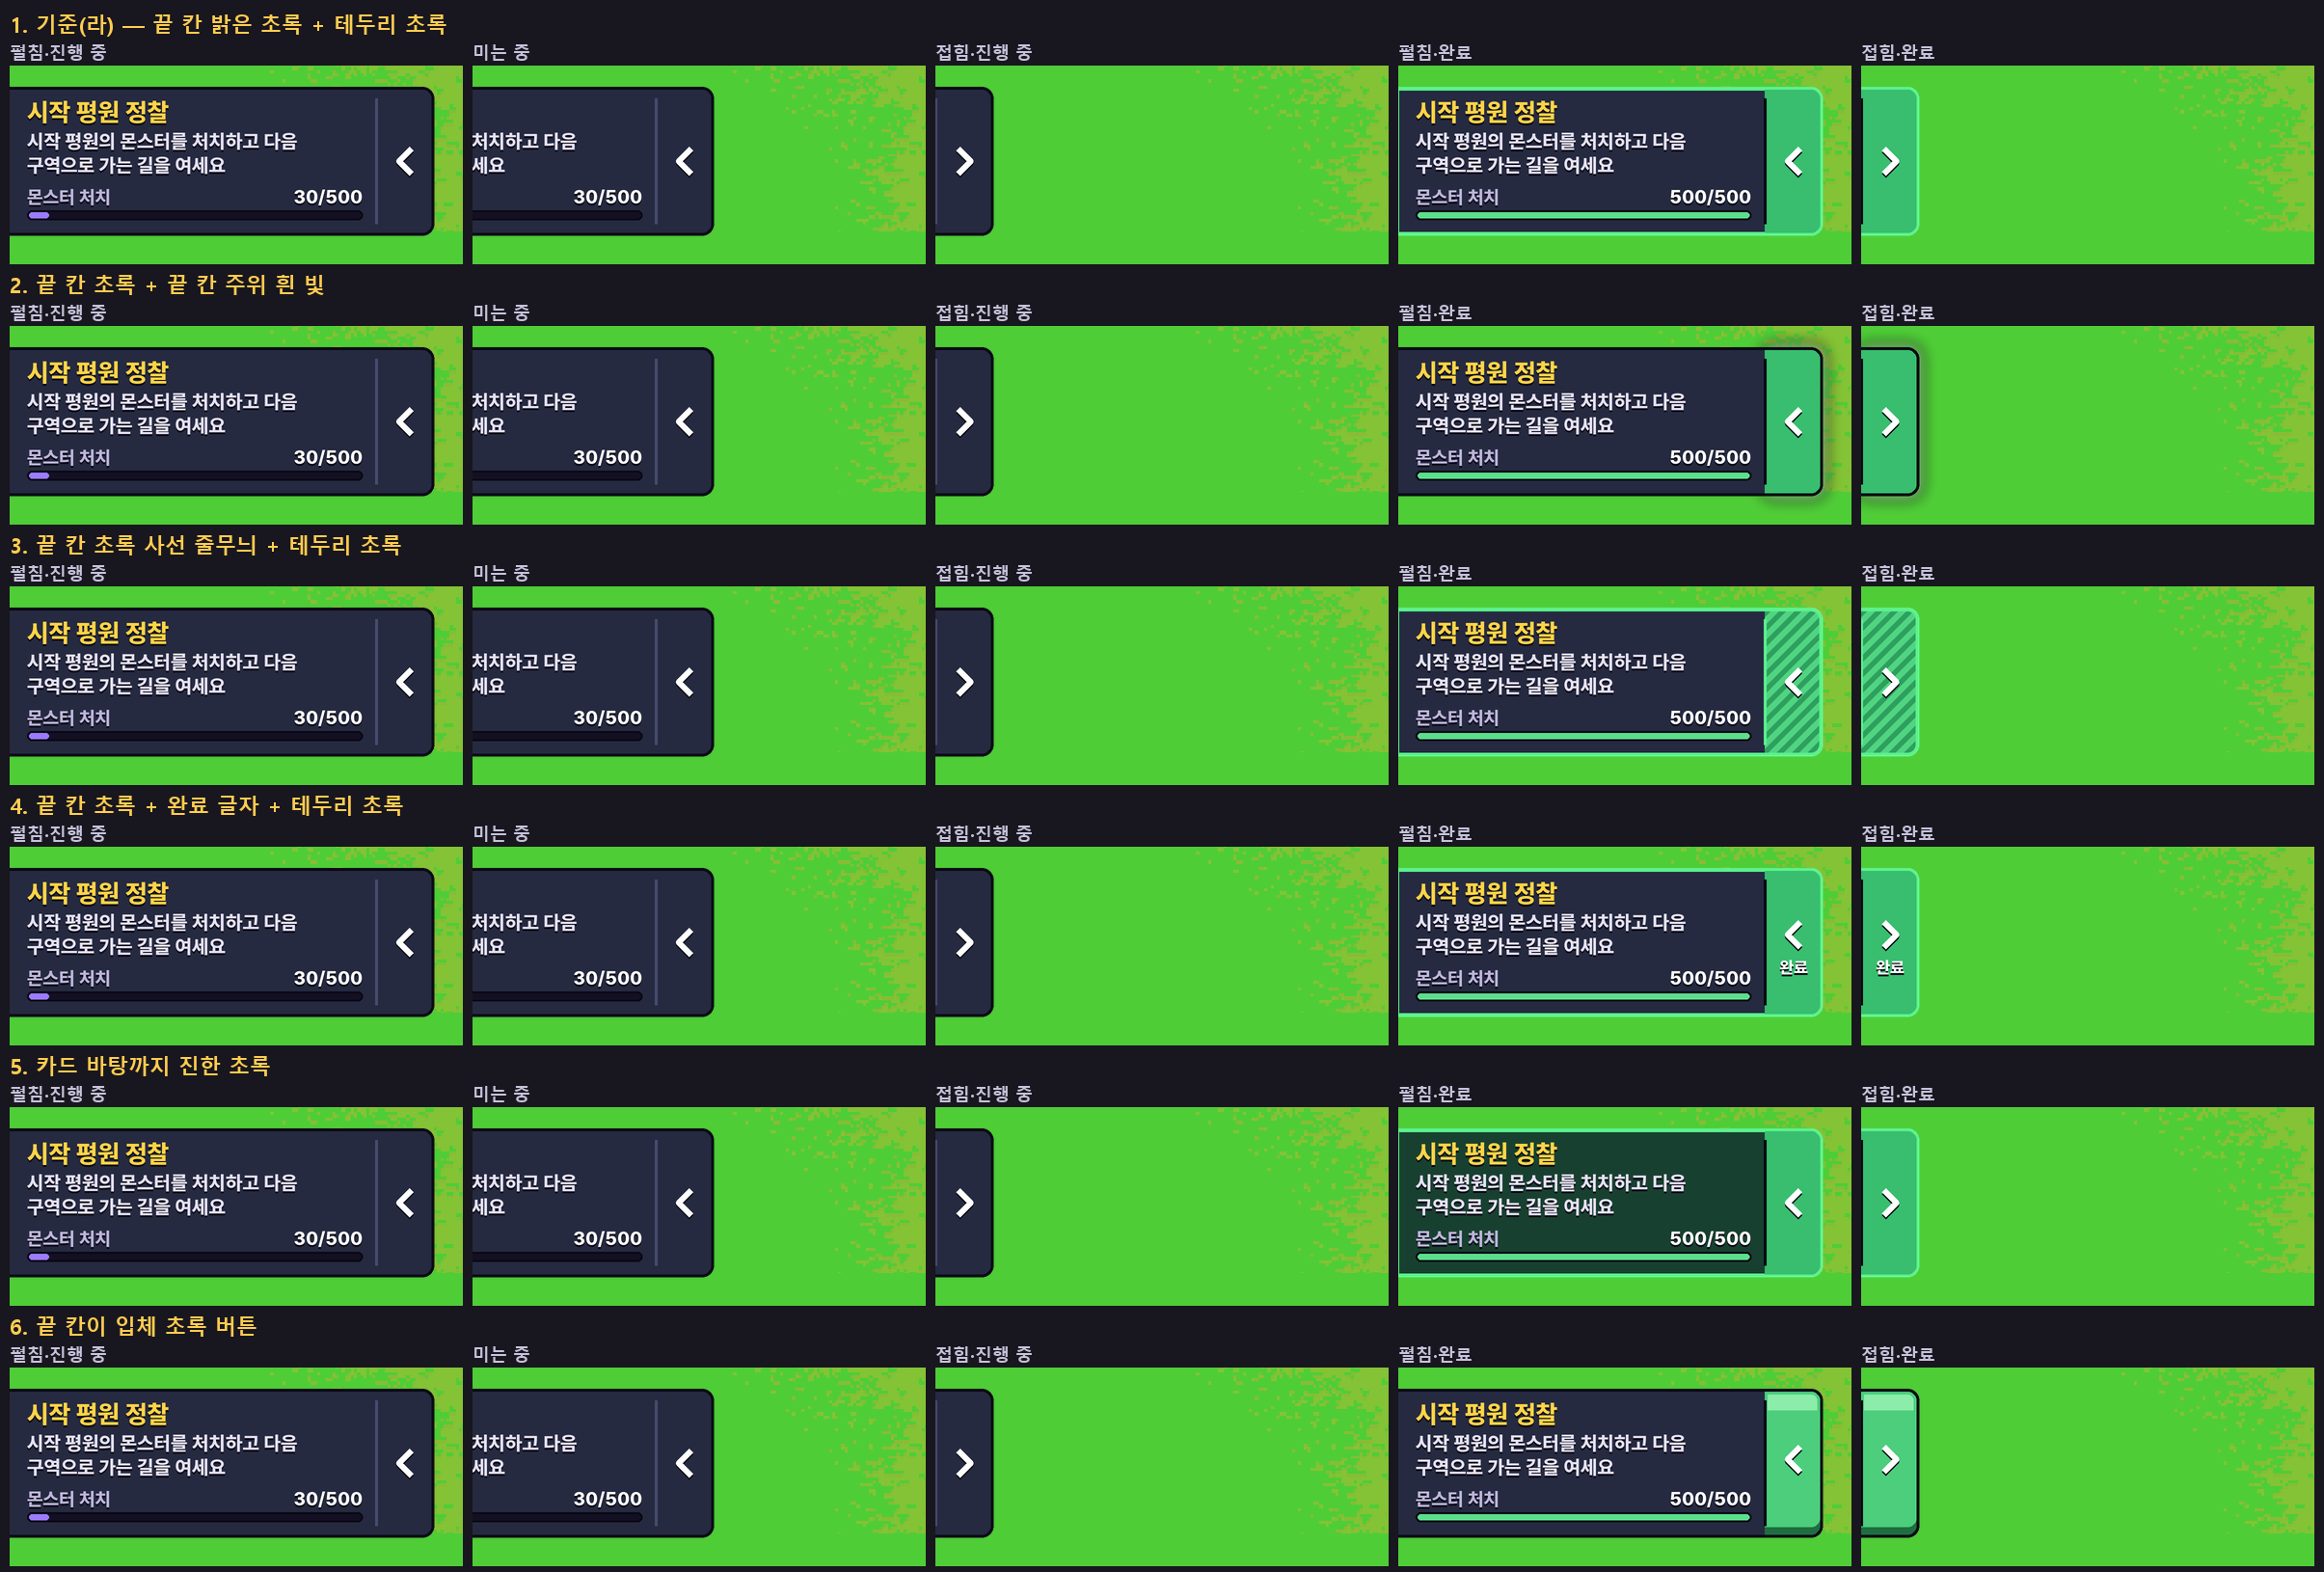 1. 기준(라) — 끝 칸 밝은 초록 + 테두리 초록
펼침·진행 중
미는 중
접힘·진행 중
펼침·완료
접힘·완료
시작 평원 정찰
시작 평원의 몬스터를 처치하고 다음
구역으로 가는 길을 여세요
몬스터 처치
30/500
처치하고 다음
세요
30/500
시작 평원 정찰
시작 평원의 몬스터를 처치하고 다음
구역으로 가는 길을 여세요
몬스터 처치
500/500
2. 끝 칸 초록 + 끝 칸 주위 흰 빛
펼침·진행 중
미는 중
접힘·진행 중
펼침·완료
접힘·완료
시작 평원 정찰
시작 평원의 몬스터를 처치하고 다음
구역으로 가는 길을 여세요
몬스터 처치
30/500
처치하고 다음
세요
30/500
시작 평원 정찰
시작 평원의 몬스터를 처치하고 다음
구역으로 가는 길을 여세요
몬스터 처치
500/500
3. 끝 칸 초록 사선 줄무늬 + 테두리 초록
펼침·진행 중
미는 중
접힘·진행 중
펼침·완료
접힘·완료
시작 평원 정찰
시작 평원의 몬스터를 처치하고 다음
구역으로 가는 길을 여세요
몬스터 처치
30/500
처치하고 다음
세요
30/500
시작 평원 정찰
시작 평원의 몬스터를 처치하고 다음
구역으로 가는 길을 여세요
몬스터 처치
500/500
4. 끝 칸 초록 + 완료 글자 + 테두리 초록
펼침·진행 중
미는 중
접힘·진행 중
펼침·완료
접힘·완료
시작 평원 정찰
시작 평원의 몬스터를 처치하고 다음
구역으로 가는 길을 여세요
몬스터 처치
30/500
처치하고 다음
세요
30/500
시작 평원 정찰
시작 평원의 몬스터를 처치하고 다음
구역으로 가는 길을 여세요
몬스터 처치
500/500
완료
완료
5. 카드 바탕까지 진한 초록
펼침·진행 중
미는 중
접힘·진행 중
펼침·완료
접힘·완료
시작 평원 정찰
시작 평원의 몬스터를 처치하고 다음
구역으로 가는 길을 여세요
몬스터 처치
30/500
처치하고 다음
세요
30/500
시작 평원 정찰
시작 평원의 몬스터를 처치하고 다음
구역으로 가는 길을 여세요
몬스터 처치
500/500
6. 끝 칸이 입체 초록 버튼
펼침·진행 중
미는 중
접힘·진행 중
펼침·완료
접힘·완료
시작 평원 정찰
시작 평원의 몬스터를 처치하고 다음
구역으로 가는 길을 여세요
몬스터 처치
30/500
처치하고 다음
세요
30/500
시작 평원 정찰
시작 평원의 몬스터를 처치하고 다음
구역으로 가는 길을 여세요
몬스터 처치
500/500